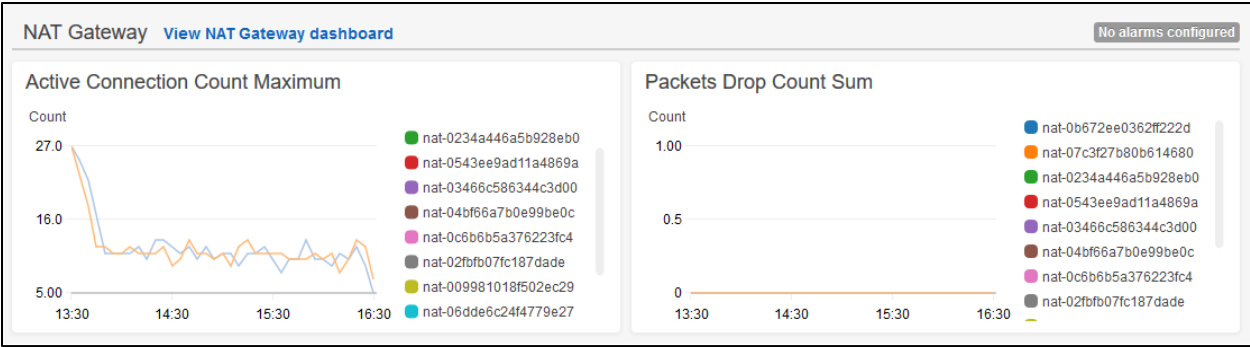 NAT Gateway View NAT Gateway dashboard
No alarms configured
Active Connection Count Maximum
Count
27.0
16.0
5.00
13:30 14:30 15:30 16:30
nat-0234a446a5b928eb0
nat-0543ee9ad11a4869a
nat-03466c586344c3d00
nat-04bf66a7b0e99be0c
nat-0c6b6b5a376223fc4
nat-02fbfb07fc187dade
nat-009981018f502ec29
nat-06dde6c24f4779e27
Packets Drop Count Sum
Count
1.00
0.5
0
13:30 14:30 15:30 16:30
nat-0b672ee0362ff222d
nat-07c3f27b80b614680
nat-0234a446a5b928eb0
nat-0543ee9ad11a4869a
nat-03466c586344c3d00
nat-04bf66a7b0e99be0c
nat-0c6b6b5a376223fc4
nat-02fbfb07fc187dade